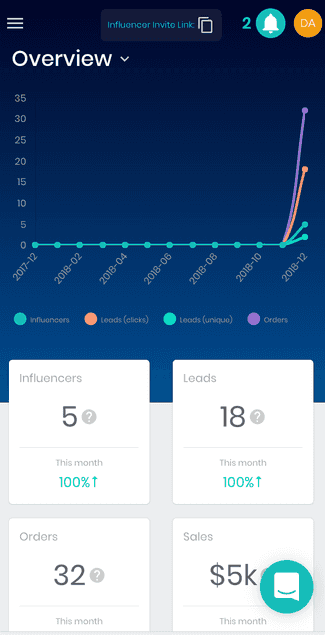 Influencer Invite Link:
2
DA
Overview
35
30
25
20
15
10
5
0
2017-12
2018-02
2018-04
2018-06
2018-08
2018-10
2018-12
Influencers
Leads (clicks)
Leads (unique)
Orders
Influencers
Leads
5 ?
18 ?
This month
This month
100%↑
100%↑
Orders
Sales
32 ?
$5k
This month
This month